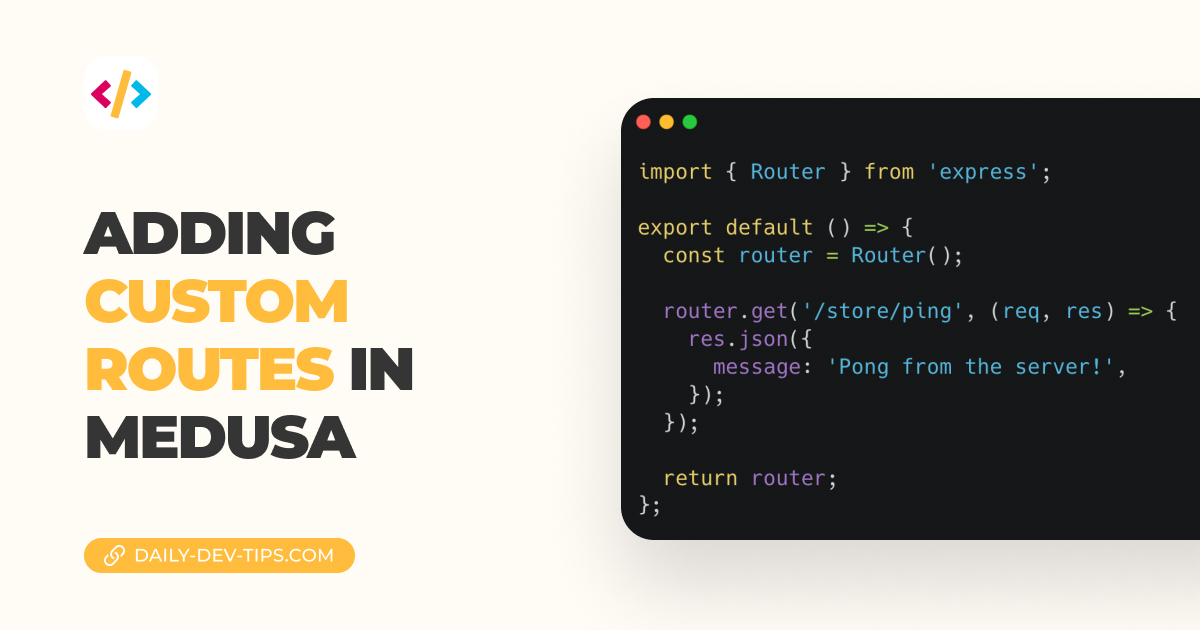 ADDING
CUSTOM
ROUTES IN
MEDUSA
DAILY-DEV-TIPS.COM
import { Router } from 'express';
export default () => {
  const router = Router();
  router.get('/store/ping', (req, res) => {
    res.json({
      message: 'Pong from the server!',
    });
  });
  return router;
};